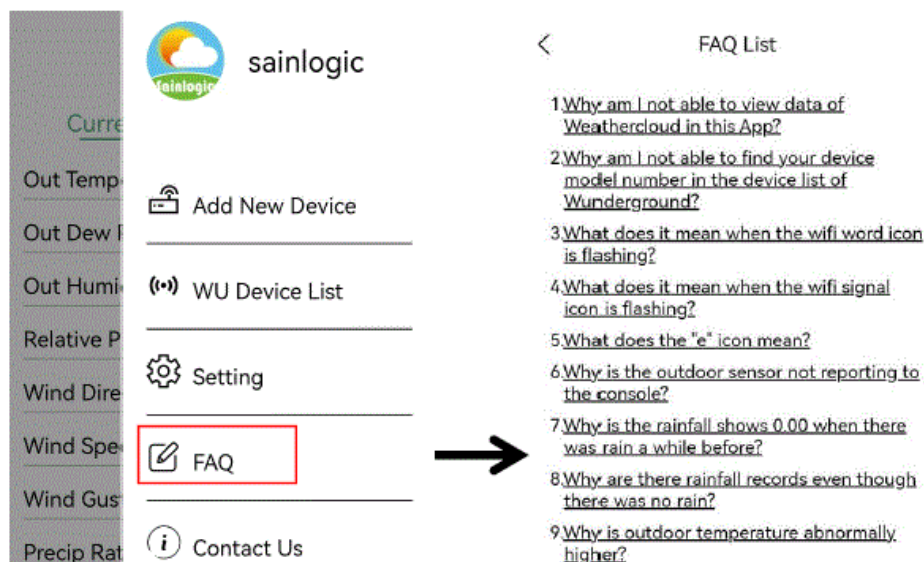 Curre
Out Temp
Out Dew
Out Humi
Relative P
Wind Dire
Wind Spe
Wind Gus
Precip Rat
Sainlogic
sainlogic
Add New Device
WU Device List
Setting
FAQ
Contact Us
FAQ List
1.Why am I not able to view data of
Weathercloud in this App?
2.Why am I not able to find your device
model number in the device list of
Wunderground?
3.What does it mean when the wifi word icon
is flashing?
4.What does it mean when the wifi signal
icon is flashing?
5.What does the "e" icon mean?
6.Why is the outdoor sensor not reporting to
the console?
7.Why is the rainfall shows 0.00 when there
was rain a while before?
8.Why are there rainfall records even though
there was no rain?
9.Why is outdoor temperature abnormally
higher?